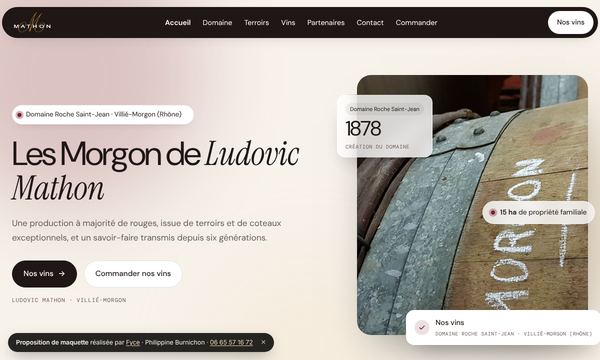 MATHON
Accueil Domaine Terroirs Vins Partenaires Contact Commander
Nos vins
Domaine Roche Saint-Jean · Villié-Morgon (Rhône)
Les Morgon de Ludovic
Mathon
Une production à majorité de rouges, issue de terroirs et de coteaux
exceptionnels, et un savoir-faire transmis depuis six générations.
Nos vins →
Commander nos vins
LUDOVIC MATHON · VILLIÉ-MORGON
Domaine Roche Saint-Jean
1878
CRÉATION DU DOMAINE
MORGON
15 ha de propriété familiale
Nos vins
DOMAINE ROCHE SAINT-JEAN · VILLIÉ-MORGON (RHÔNE)
Proposition de maquette réalisée par Fyce · Philippine Burnichon · 06 65 57 16 72 ×